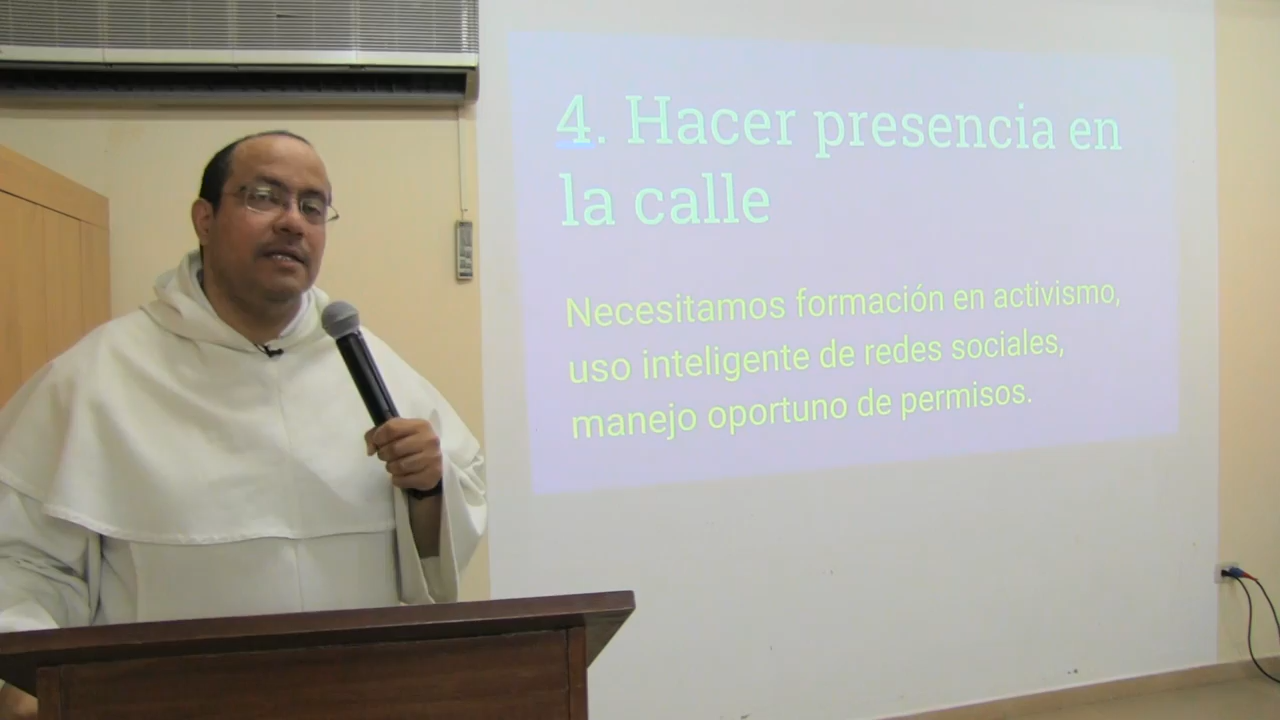 4. Hacer presencia en
la calle
Necesitamos formación en activismo,
uso inteligente de redes sociales,
manejo oportuno de permisos.